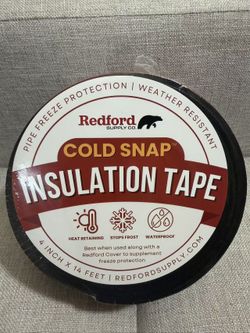 PIPE FREEZE PROTECTION | WEATHER RESISTANT
Redford
SUPPLY CO.
COLD SNAP™
INSULATION TAPE
HEAT RETAINING
STOPS FROST
WATERPROOF
Best when used along with a
Redford Cover to supplement
freeze protection.
4 INCH X 14 FEET | REDFORDSUPPLY.COM